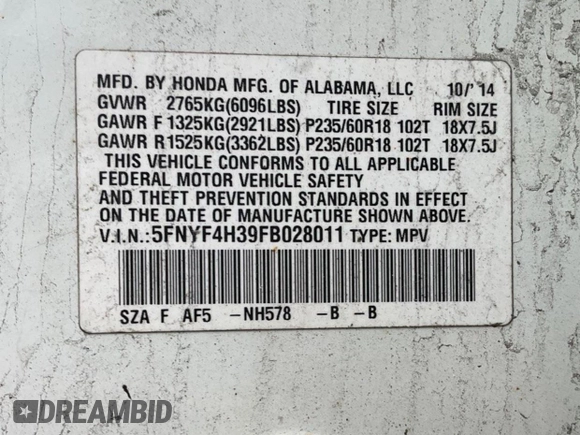 MFD. BY HONDA MFG. OF ALABAMA, LLC 10/'14
GVWR 2765KG(6096LBS) TIRE SIZE RIM SIZE
GAWR F 1325KG(2921LBS) P235/60R18 102T 18X7.5J
GAWR R 1525KG(3362LBS) P235/60R18 102T 18X7.5J
THIS VEHICLE CONFORMS TO ALL APPLICABLE
FEDERAL MOTOR VEHICLE SAFETY
AND THEFT PREVENTION STANDARDS IN EFFECT
ON THE DATE OF MANUFACTURE SHOWN ABOVE.
V.I.N.:5FNYF4H39FB028011 TYPE: MPV
SZA F AF5 -NH578 -B -B
DREAMBID